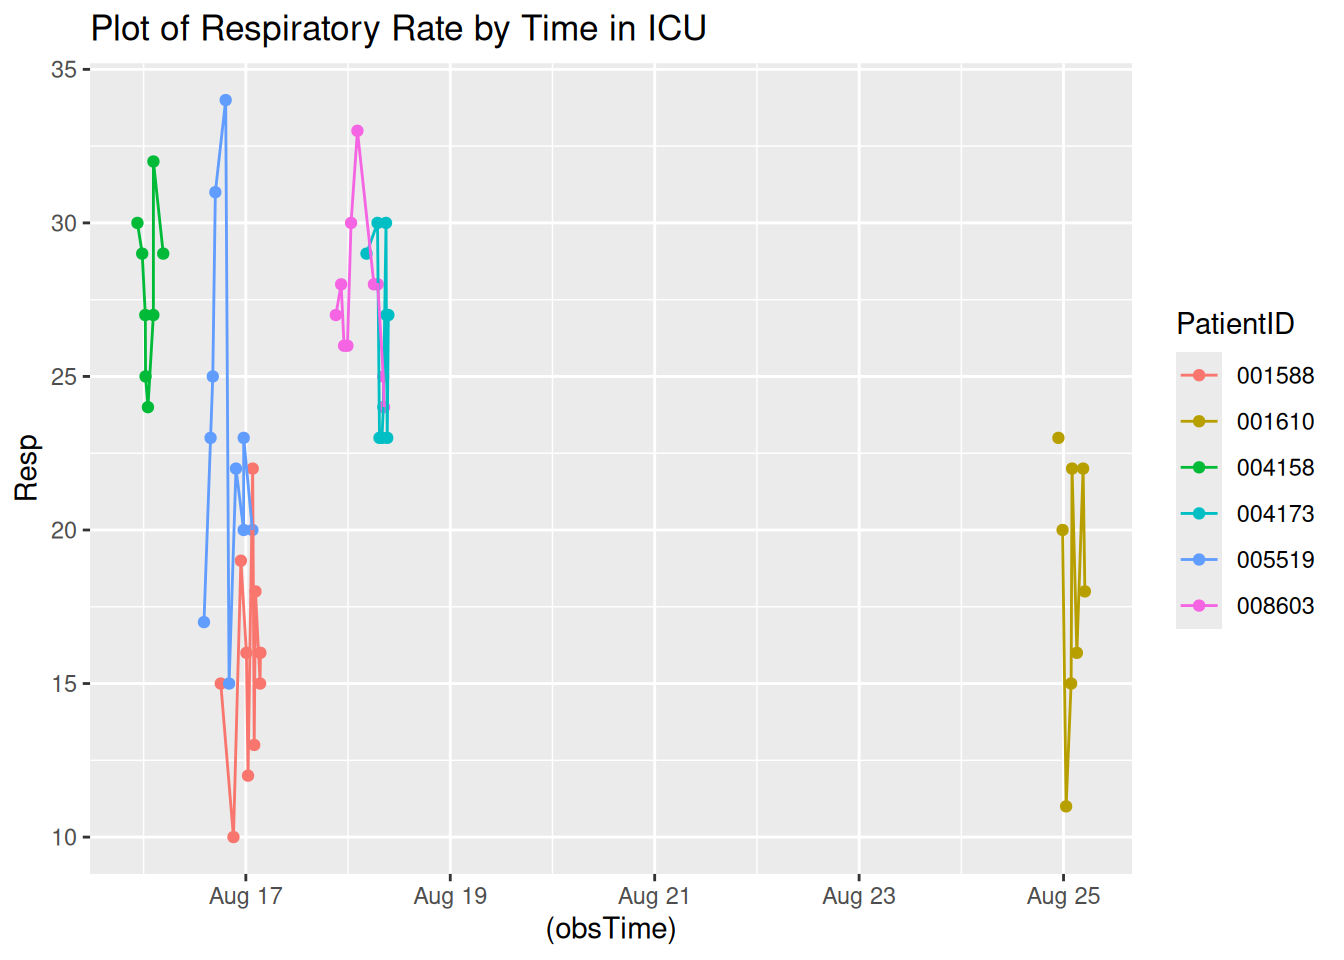 Plot of Respiratory Rate by Time in ICU
35
30
25
20
15
10
Resp
Aug 17 Aug 19 Aug 21 Aug 23 Aug 25
(obsTime)
PatientID
001588
001610
004158
004173
005519
008603